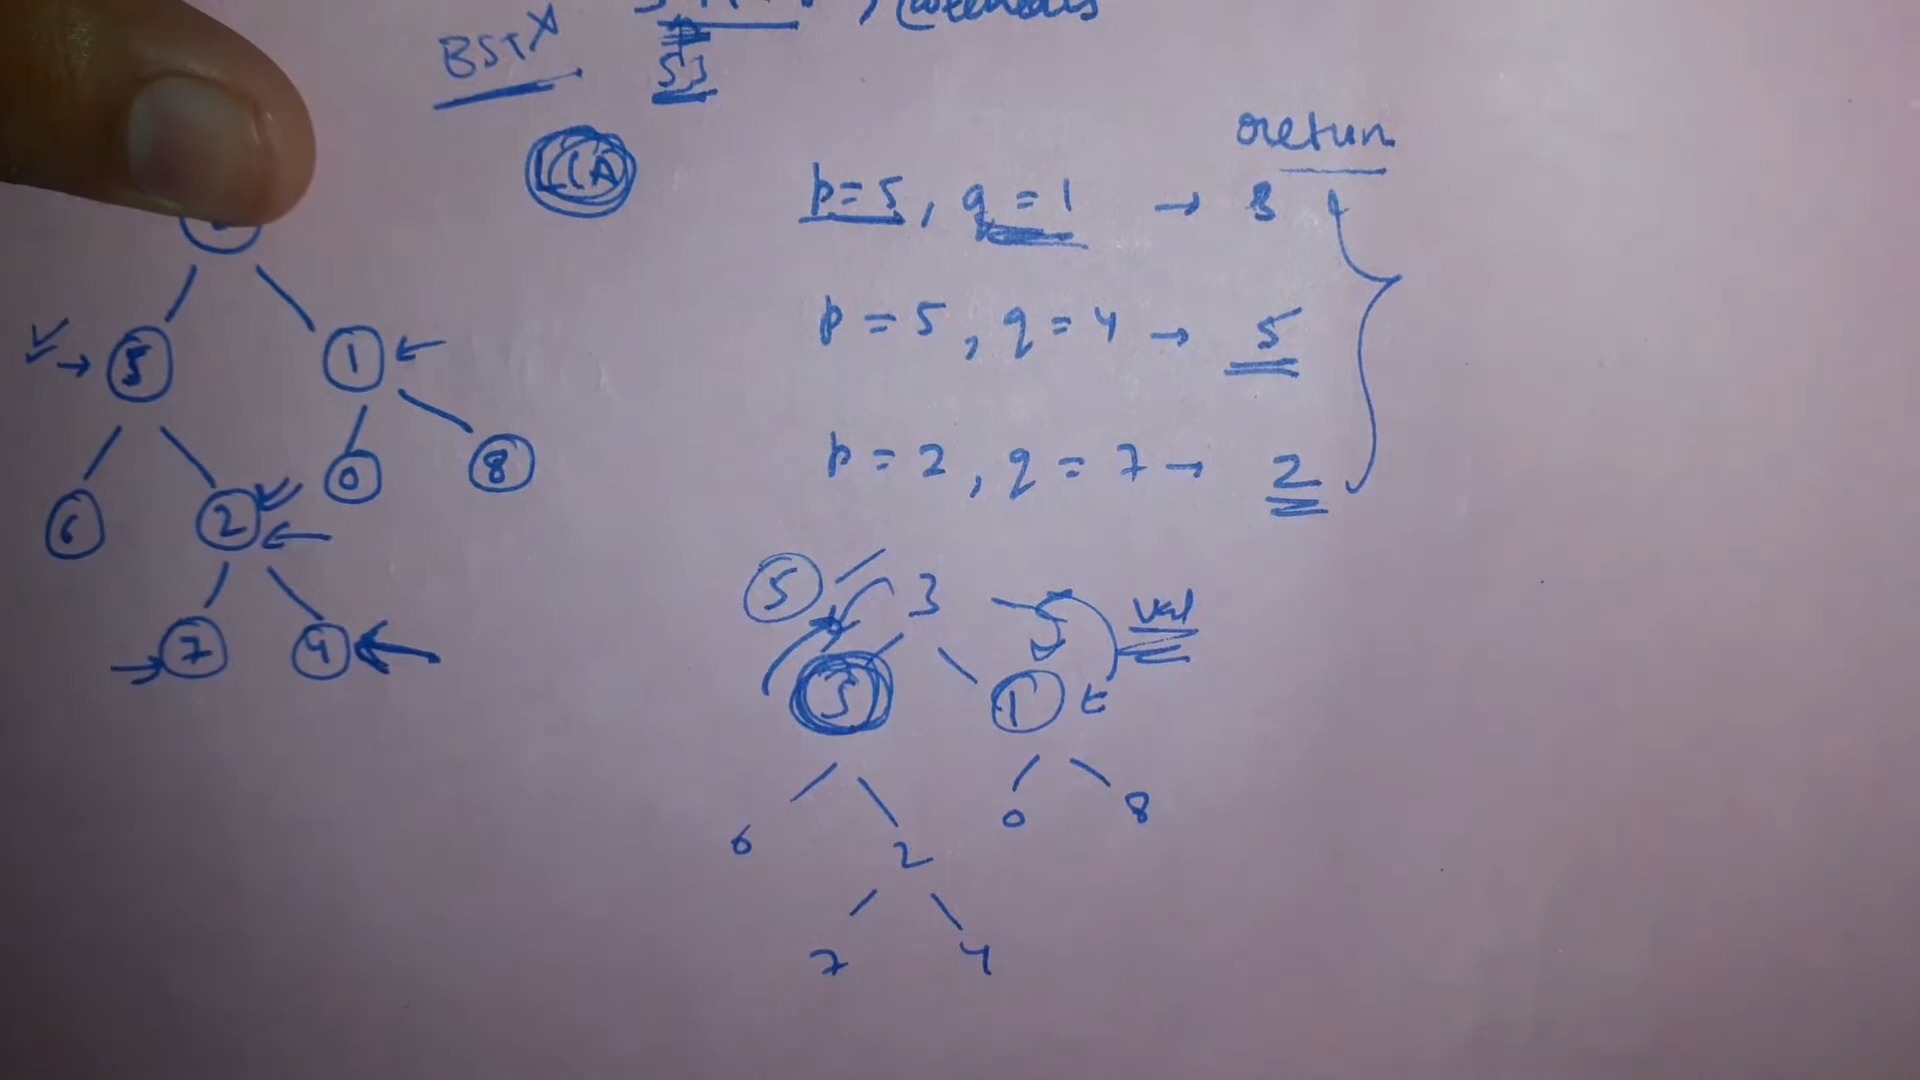 BST X
53
LCA
return
p = 5, q = 1 → 3
p = 5, q = 4 → 5
p = 2, q = 7 → 2
5 1
6 2 0 8
7 4
5 3 val
5 1
6 2 0 8
7 4